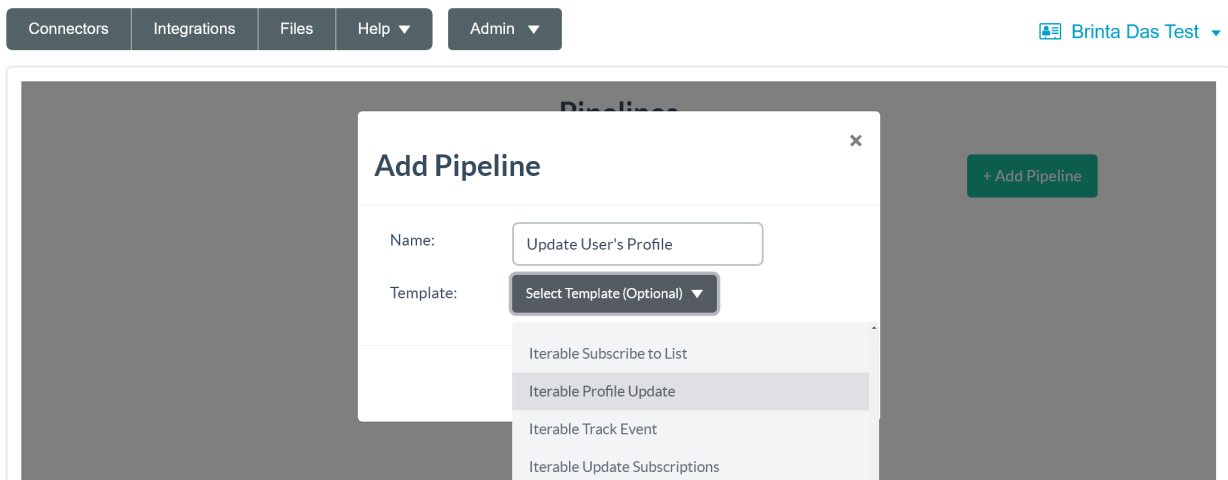 Connectors Integrations Files Help Admin Brinta Das Test
Pipelines
Add Pipeline ×
+ Add Pipeline
Name: Update User's Profile
Template: Select Template (Optional)
Iterable Subscribe to List
Iterable Profile Update
Iterable Track Event
Iterable Update Subscriptions